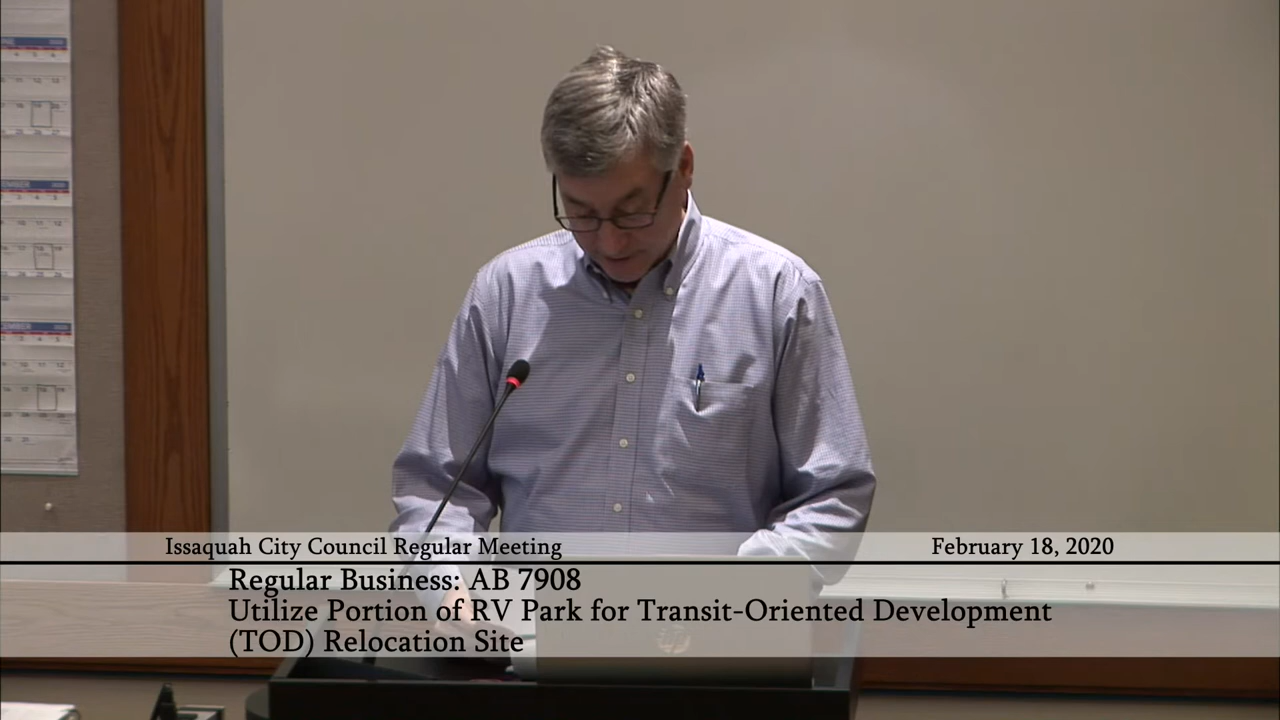 Issaquah City Council Regular Meeting
February 18, 2020
Regular Business: AB 7908
Utilize Portion of RV Park for Transit-Oriented Development
(TOD) Relocation Site